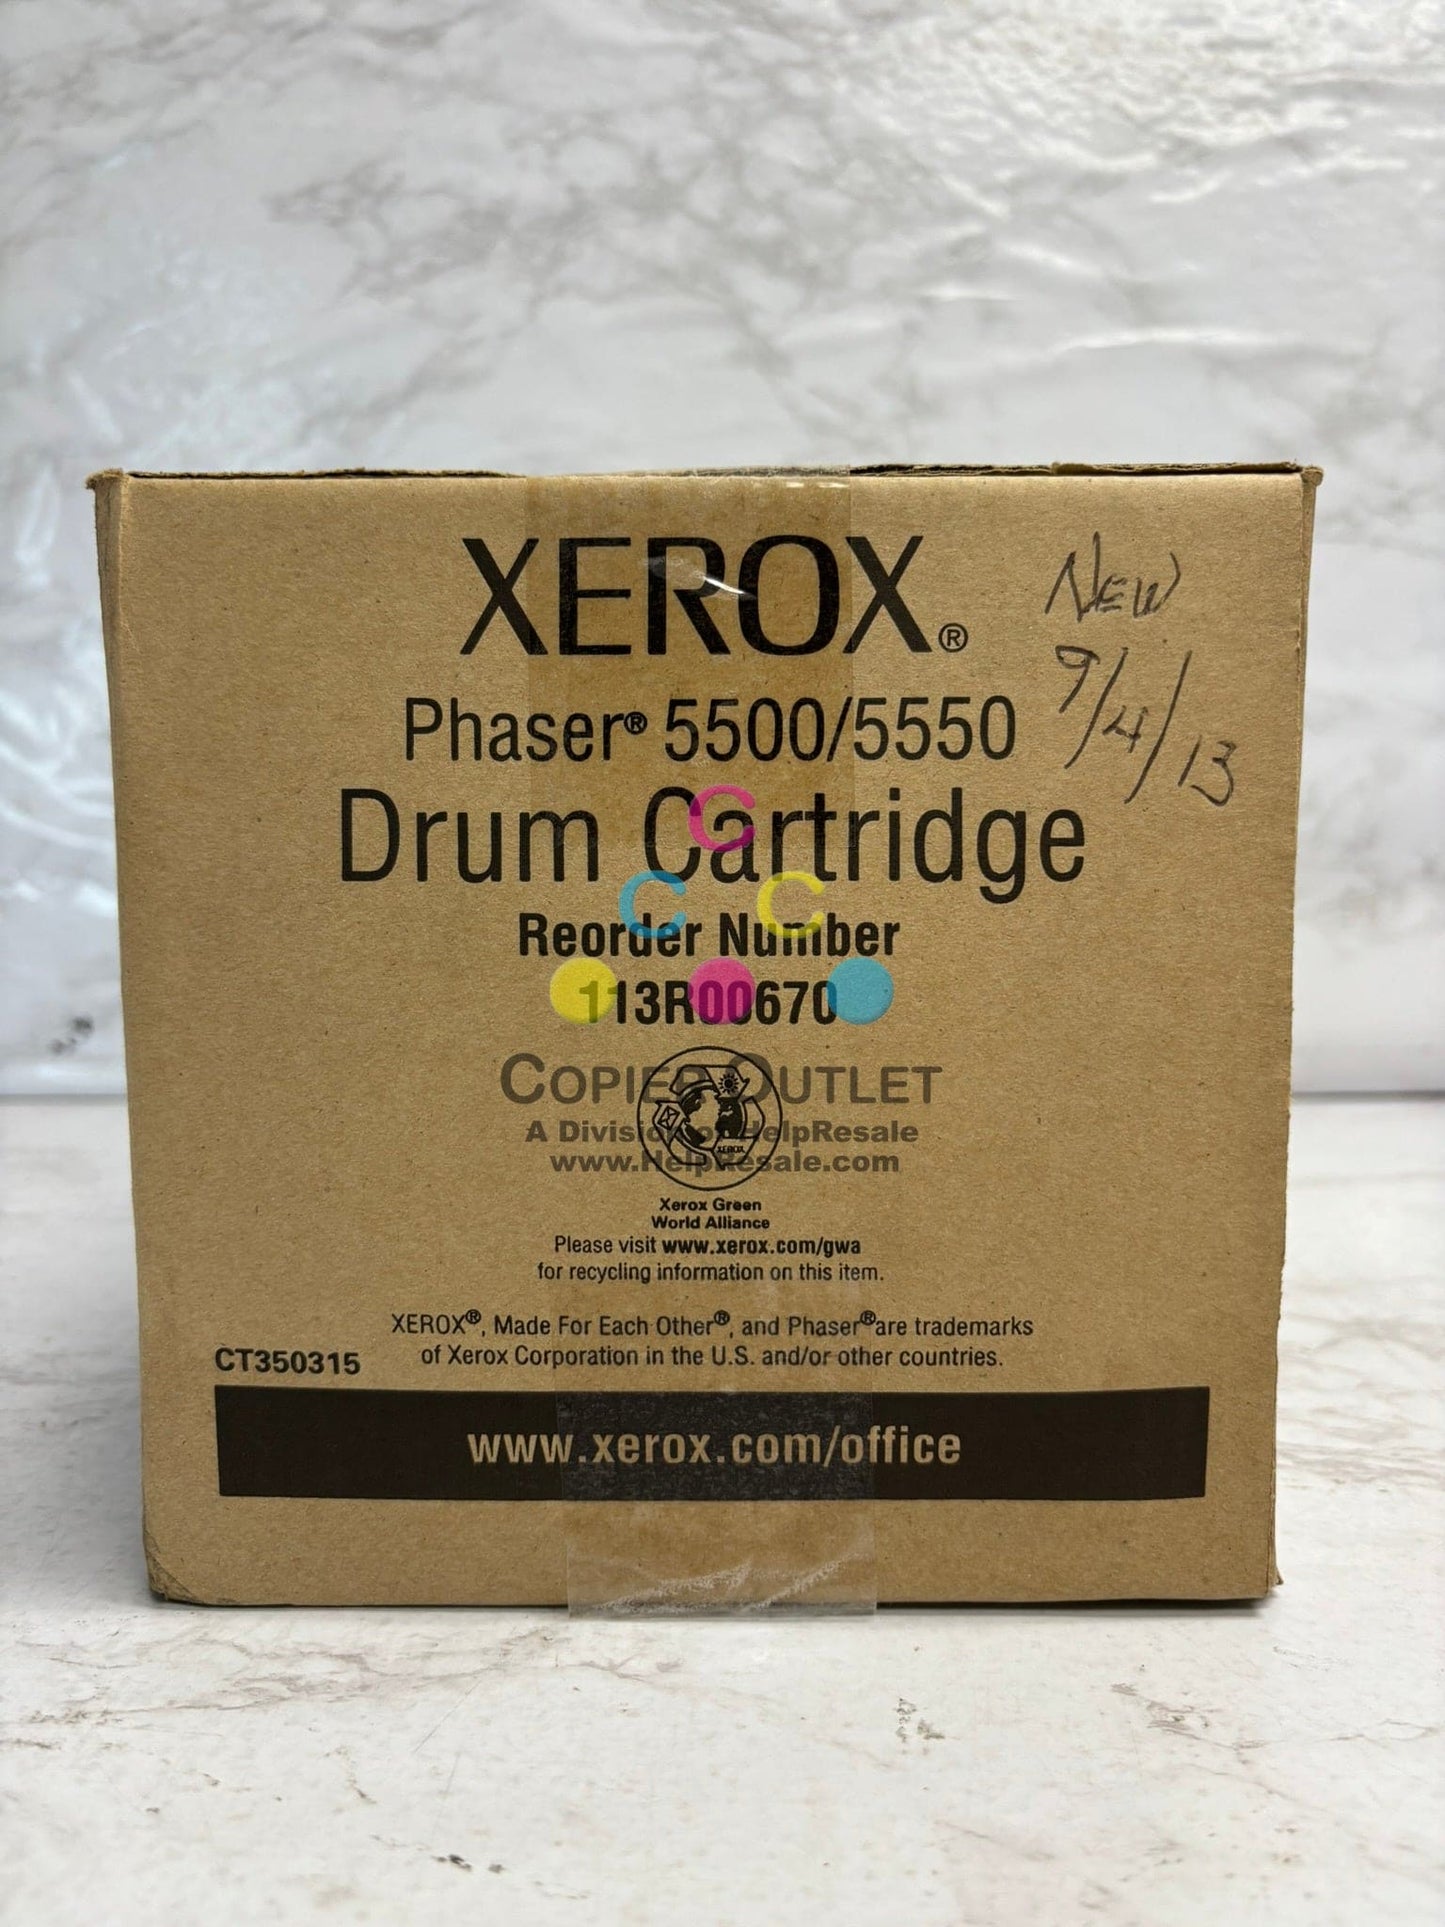 XEROX®
NEW
Phaser® 5500/5550
9/4/13
Drum Cartridge
C
C C
Reorder Number
113R00670
COPIER OUTLET
A Division of HelpResale
XEROX
www.HelpResale.com
Xerox Green
World Alliance
Please visit www.xerox.com/gwa
for recycling information on this item.
XEROX®, Made For Each Other®, and Phaser® are trademarks
of Xerox Corporation in the U.S. and/or other countries.
CT350315
www.xerox.com/office